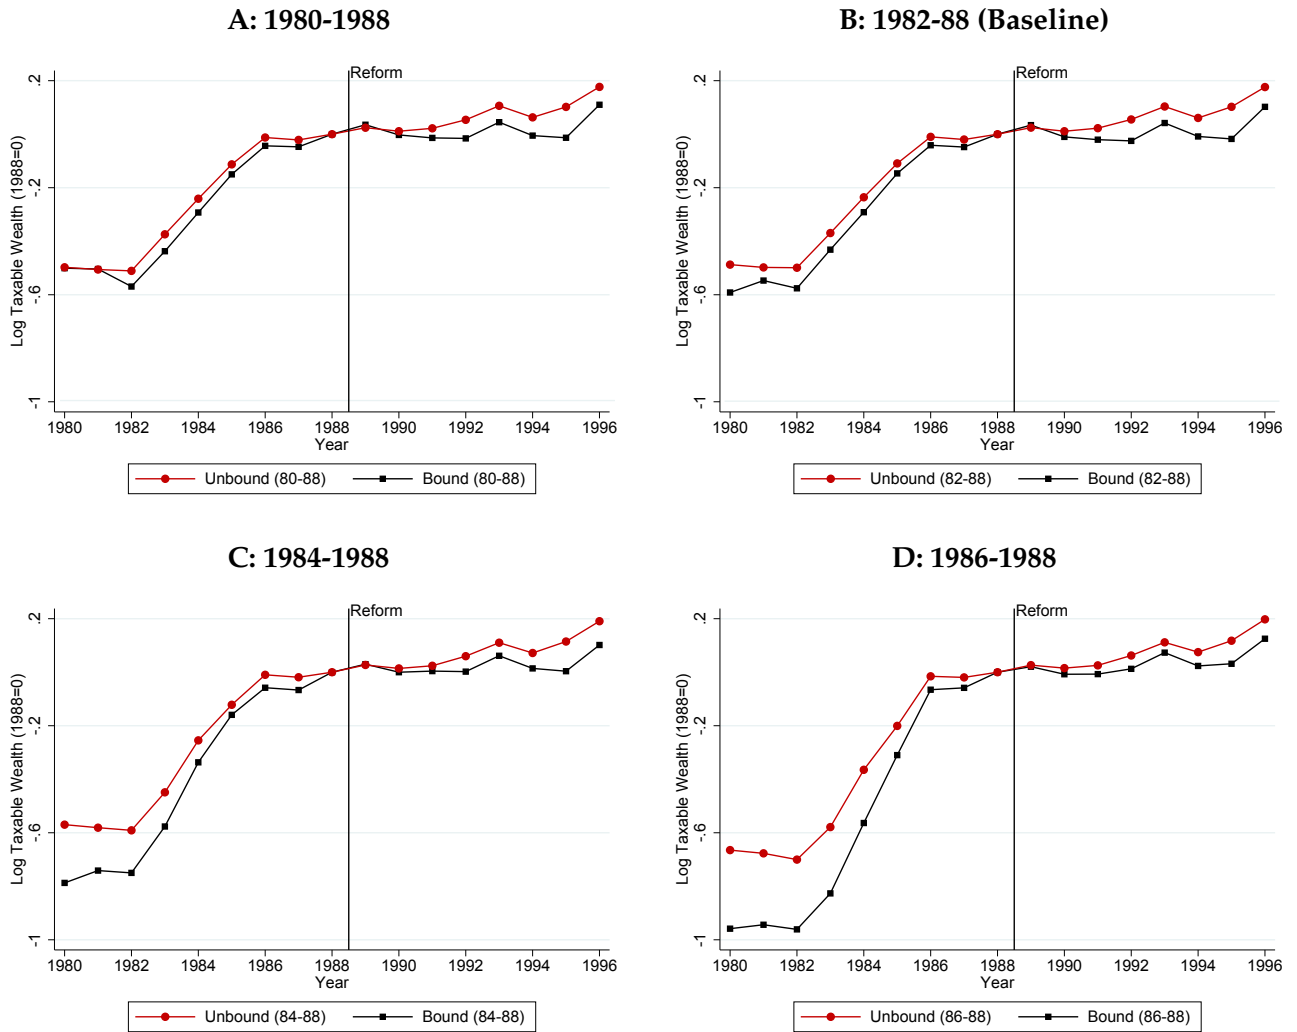 A: 1980-1988
Reform
Log Taxable Wealth (1988=0)
.2
-.2
-.6
-1
1980 1982 1984 1986 1988 1990 1992 1994 1996
Year
Unbound (80-88) Bound (80-88)
B: 1982-88 (Baseline)
Reform
Log Taxable Wealth (1988=0)
.2
-.2
-.6
-1
1980 1982 1984 1986 1988 1990 1992 1994 1996
Year
Unbound (82-88) Bound (82-88)
C: 1984-1988
Reform
Log Taxable Wealth (1988=0)
.2
-.2
-.6
-1
1980 1982 1984 1986 1988 1990 1992 1994 1996
Year
Unbound (84-88) Bound (84-88)
D: 1986-1988
Reform
Log Taxable Wealth (1988=0)
.2
-.2
-.6
-1
1980 1982 1984 1986 1988 1990 1992 1994 1996
Year
Unbound (86-88) Bound (86-88)